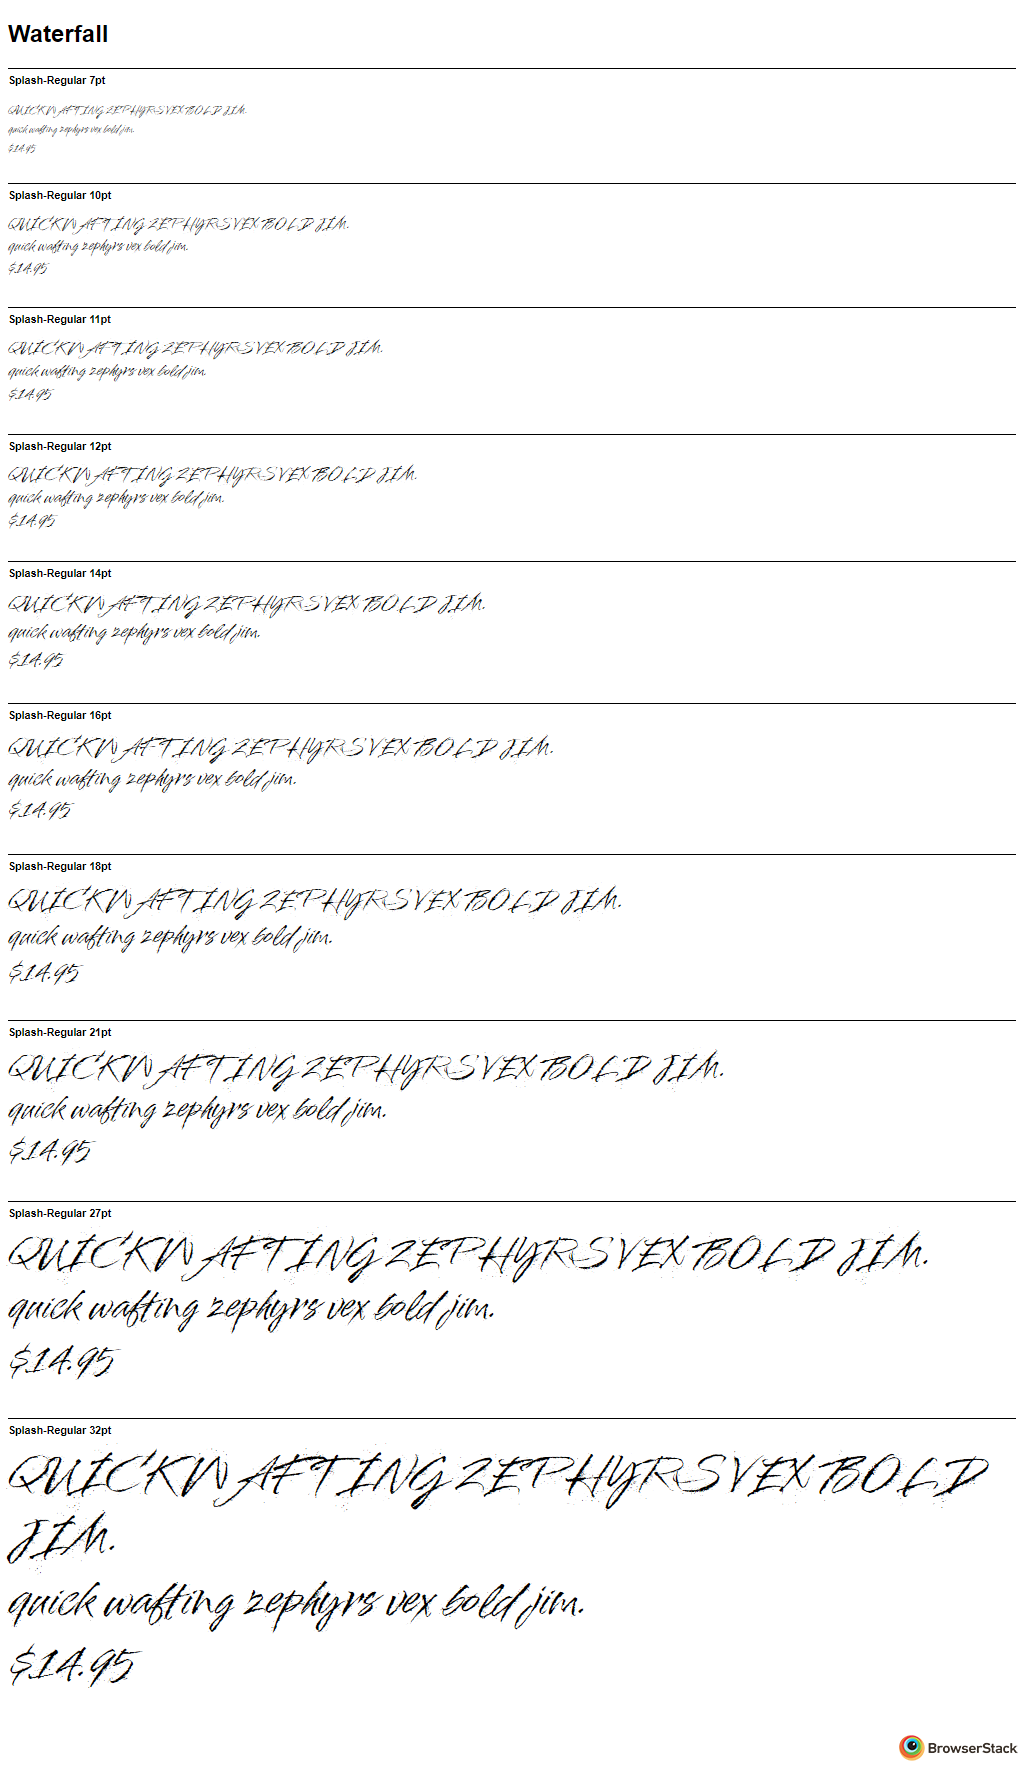 Waterfall
Splash-Regular 7pt
QUICK WAFTING ZEPHYRS VEX BOLD JIM.
quick wafting zephyrs vex bold jim.
$14.95
Splash-Regular 10pt
QUICK WAFTING ZEPHYRS VEX BOLD JIM.
quick wafting zephyrs vex bold jim.
$14.95
Splash-Regular 11pt
QUICK WAFTING ZEPHYRS VEX BOLD JIM.
quick wafting zephyrs vex bold jim.
$14.95
Splash-Regular 12pt
QUICK WAFTING ZEPHYRS VEX BOLD JIM.
quick wafting zephyrs vex bold jim.
$14.95
Splash-Regular 14pt
QUICK WAFTING ZEPHYRS VEX BOLD JIM.
quick wafting zephyrs vex bold jim.
$14.95
Splash-Regular 16pt
QUICK WAFTING ZEPHYRS VEX BOLD JIM.
quick wafting zephyrs vex bold jim.
$14.95
Splash-Regular 18pt
QUICK WAFTING ZEPHYRS VEX BOLD JIM.
quick wafting zephyrs vex bold jim.
$14.95
Splash-Regular 21pt
QUICK WAFTING ZEPHYRS VEX BOLD JIM.
quick wafting zephyrs vex bold jim.
$14.95
Splash-Regular 27pt
QUICK WAFTING ZEPHYRS VEX BOLD JIM.
quick wafting zephyrs vex bold jim.
$14.95
Splash-Regular 32pt
QUICK WAFTING ZEPHYRS VEX BOLD
JIM.
quick wafting zephyrs vex bold jim.
$14.95
BrowserStack